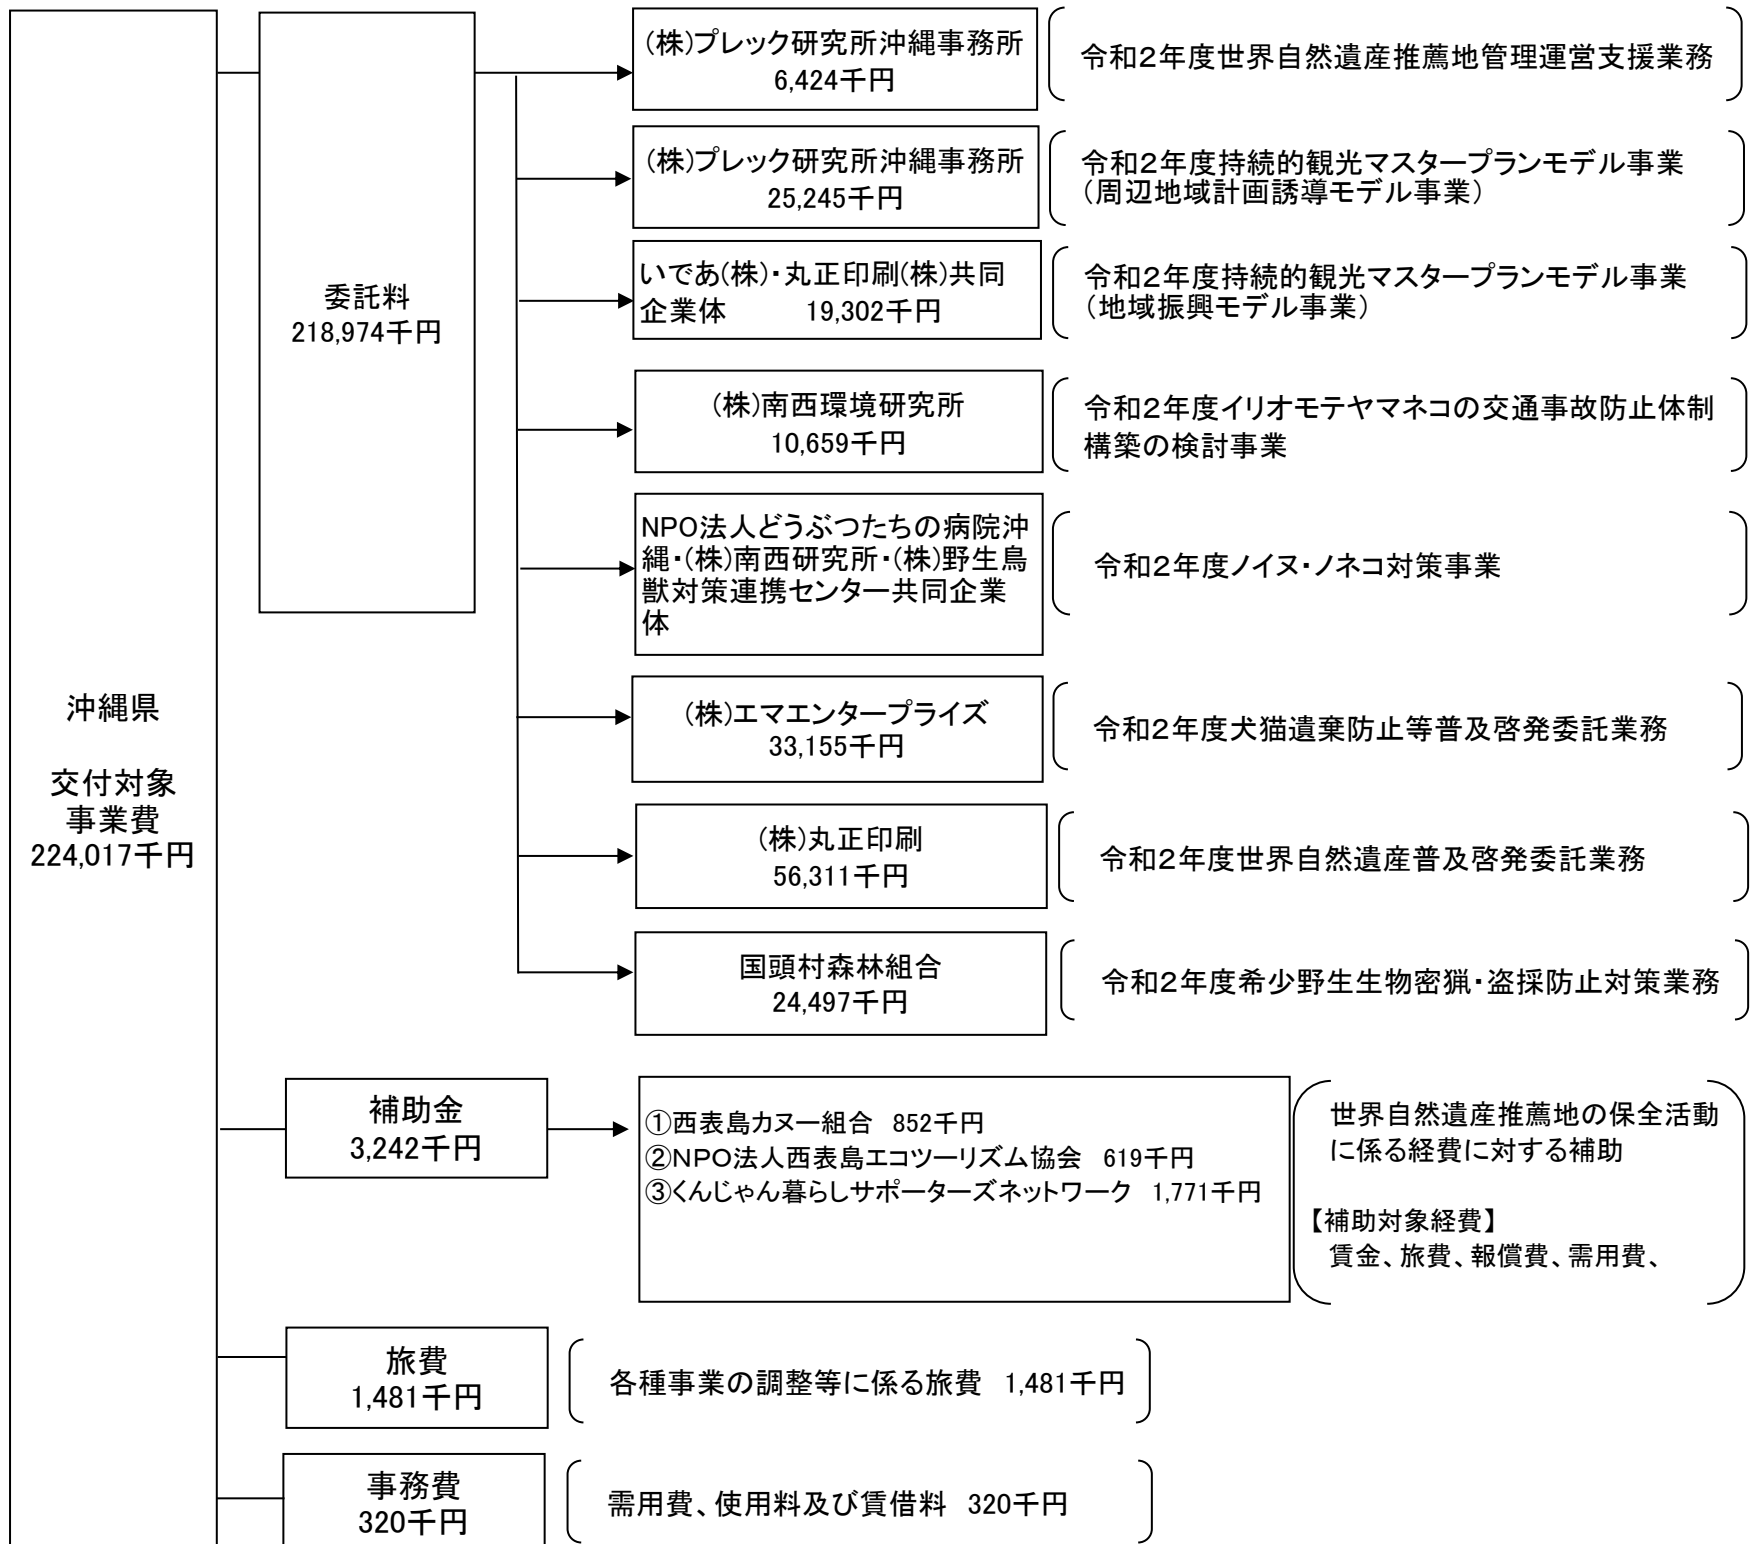 沖縄県
交付対象
事業費
224,017千円
委託料
218,974千円
(株)プレック研究所沖縄事務所
6,424千円
令和２年度世界自然遺産推薦地管理運営支援業務
(株)プレック研究所沖縄事務所
25,245千円
令和２年度持続的観光マスタープランモデル事業
（周辺地域計画誘導モデル事業）
いであ(株)・丸正印刷(株)共同
企業体　　　19,302千円
令和２年度持続的観光マスタープランモデル事業
（地域振興モデル事業）
(株)南西環境研究所
10,659千円
令和２年度イリオモテヤマネコの交通事故防止体制
構築の検討事業
NPO法人どうぶつたちの病院沖
縄・(株)南西研究所・(株)野生鳥
獣対策連携センター共同企業
体
令和２年度ノイヌ・ノネコ対策事業
(株)エマエンタープライズ
33,155千円
令和２年度犬猫遺棄防止等普及啓発委託業務
(株)丸正印刷
56,311千円
令和２年度世界自然遺産普及啓発委託業務
国頭村森林組合
24,497千円
令和２年度希少野生生物密猟・盗採防止対策業務
補助金
3,242千円
①西表島カヌー組合　852千円
②ＮＰＯ法人西表島エコツーリズム協会　619千円
③くんじゃん暮らしサポーターズネットワーク　1,771千円
世界自然遺産推薦地の保全活動
に係る経費に対する補助
【補助対象経費】
賃金、旅費、報償費、需用費、
旅費
1,481千円
各種事業の調整等に係る旅費　1,481千円
事務費
320千円
需用費、使用料及び賃借料　320千円